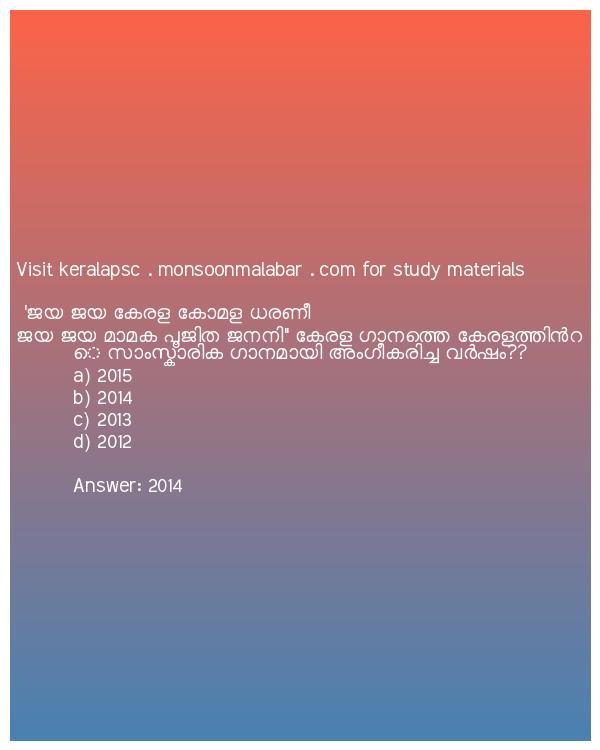 Visit keralapsc . monsoonmalabar . com for study materials
'ജയ ജയ കേരള കോമള ധരണീ
ജയ ജയ മാമക പൂജിത ജനനി" കേരള ഗാനത്തെ കേരളത്തിൻറ
െ സാംസ്കാരിക ഗാനമായി അംഗീകരിച്ച വർഷം??
a) 2015
b) 2014
c) 2013
d) 2012
Answer: 2014